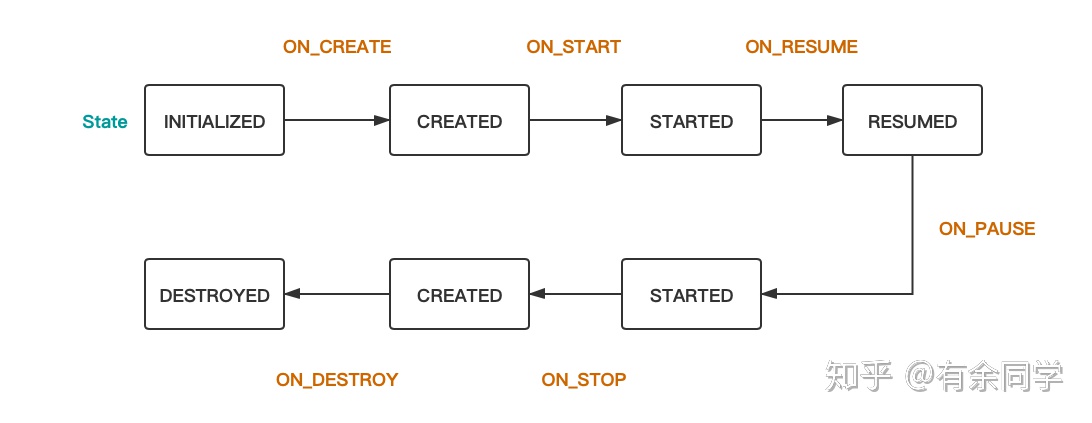 ON_CREATE ON_START ON_RESUME
State INITIALIZED CREATED STARTED RESUMED
ON_PAUSE
DESTROYED CREATED STARTED
ON_DESTROY ON_STOP
知乎 @有余同学